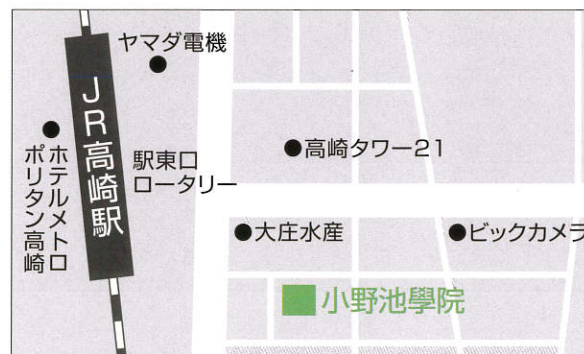 ヤマダ電機
JR高崎駅
ホテルメトロ
ポリタン高崎
駅東口
ロータリー
高崎タワー21
大庄水産
ビックカメラ
小野池學院